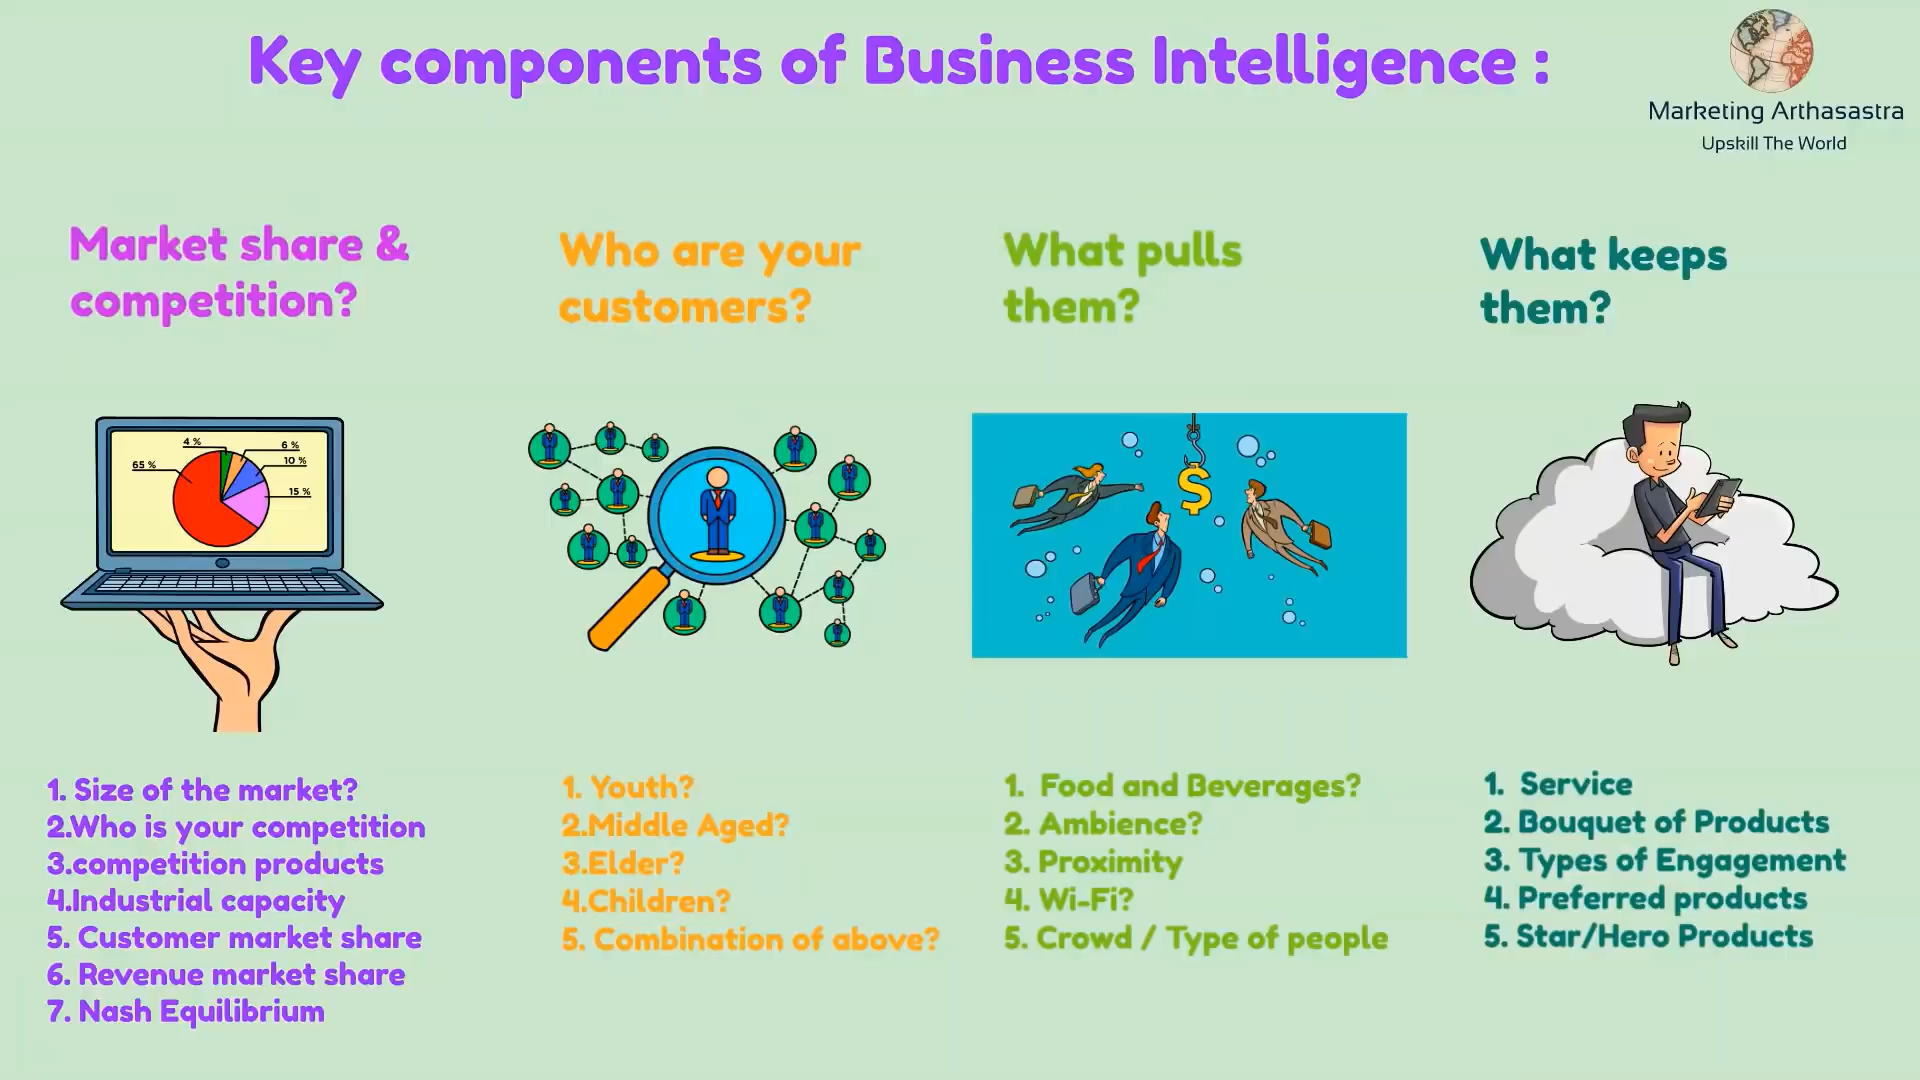 Key components of Business Intelligence :
Marketing Arthasastra
Upskill The World
Market share &
competition?
Who are your
customers?
What pulls
them?
What keeps
them?
4 %
6 %
65 %
10 %
15 %
$
1. Size of the market?
2.Who is your competition
3.competition products
4.Industrial capacity
5. Customer market share
6. Revenue market share
7. Nash Equilibrium
1. Youth?
2.Middle Aged?
3.Elder?
4.Children?
5. Combination of above?
1. Food and Beverages?
2. Ambience?
3. Proximity
4. Wi-Fi?
5. Crowd / Type of people
1. Service
2. Bouquet of Products
3. Types of Engagement
4. Preferred products
5. Star/Hero Products